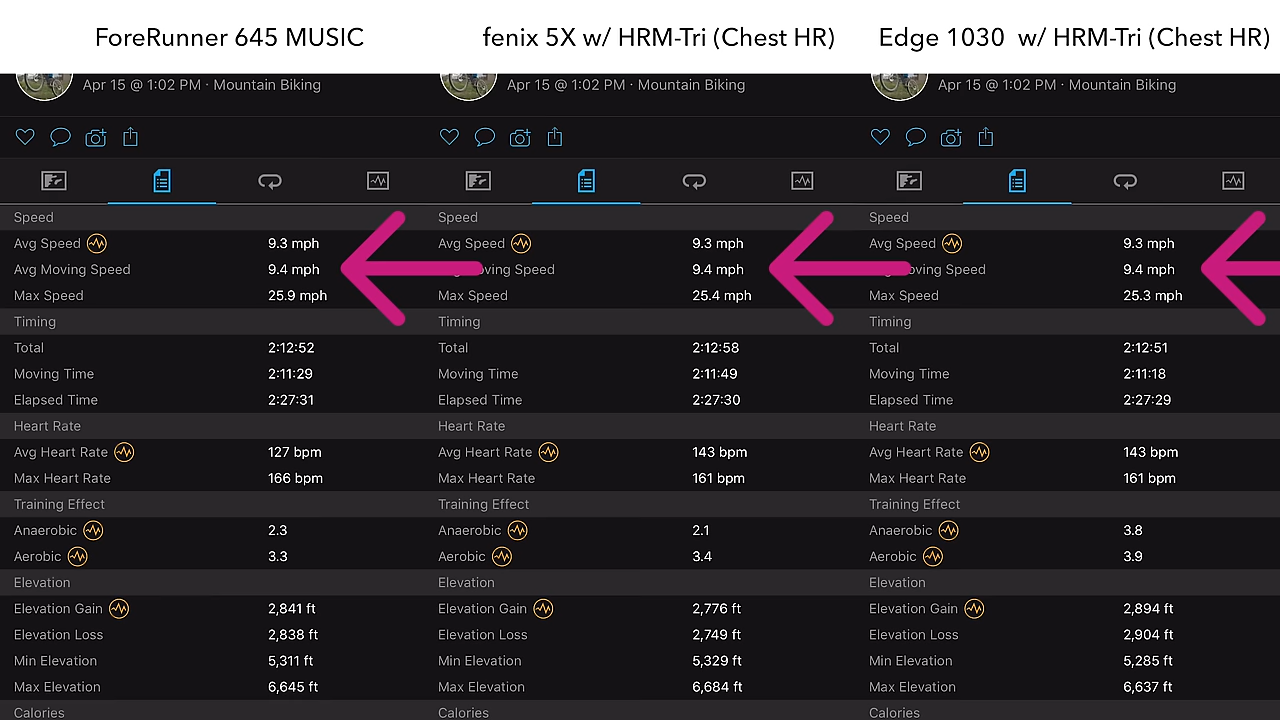 ForeRunner 645 MUSIC
Apr 15 @ 1:02 PM · Mountain Biking
Speed
Avg Speed 9.3 mph
Avg Moving Speed 9.4 mph
Max Speed 25.9 mph
Timing
Total 2:12:52
Moving Time 2:11:29
Elapsed Time 2:27:31
Heart Rate
Avg Heart Rate 127 bpm
Max Heart Rate 166 bpm
Training Effect
Anaerobic 2.3
Aerobic 3.3
Elevation
Elevation Gain 2,841 ft
Elevation Loss 2,838 ft
Min Elevation 5,311 ft
Max Elevation 6,645 ft
Calories
fenix 5X w/ HRM-Tri (Chest HR)
Apr 15 @ 1:02 PM · Mountain Biking
Speed
Avg Speed 9.3 mph
Moving Speed 9.4 mph
Max Speed 25.4 mph
Timing
Total 2:12:58
Moving Time 2:11:49
Elapsed Time 2:27:30
Heart Rate
Avg Heart Rate 143 bpm
Max Heart Rate 161 bpm
Training Effect
Anaerobic 2.1
Aerobic 3.4
Elevation
Elevation Gain 2,776 ft
Elevation Loss 2,749 ft
Min Elevation 5,329 ft
Max Elevation 6,684 ft
Calories
Edge 1030 w/ HRM-Tri (Chest HR)
Apr 15 @ 1:02 PM · Mountain Biking
Speed
Avg Speed 9.3 mph
Moving Speed 9.4 mph
Max Speed 25.3 mph
Timing
Total 2:12:51
Moving Time 2:11:18
Elapsed Time 2:27:29
Heart Rate
Avg Heart Rate 143 bpm
Max Heart Rate 161 bpm
Training Effect
Anaerobic 3.8
Aerobic 3.9
Elevation
Elevation Gain 2,894 ft
Elevation Loss 2,904 ft
Min Elevation 5,285 ft
Max Elevation 6,637 ft
Calories